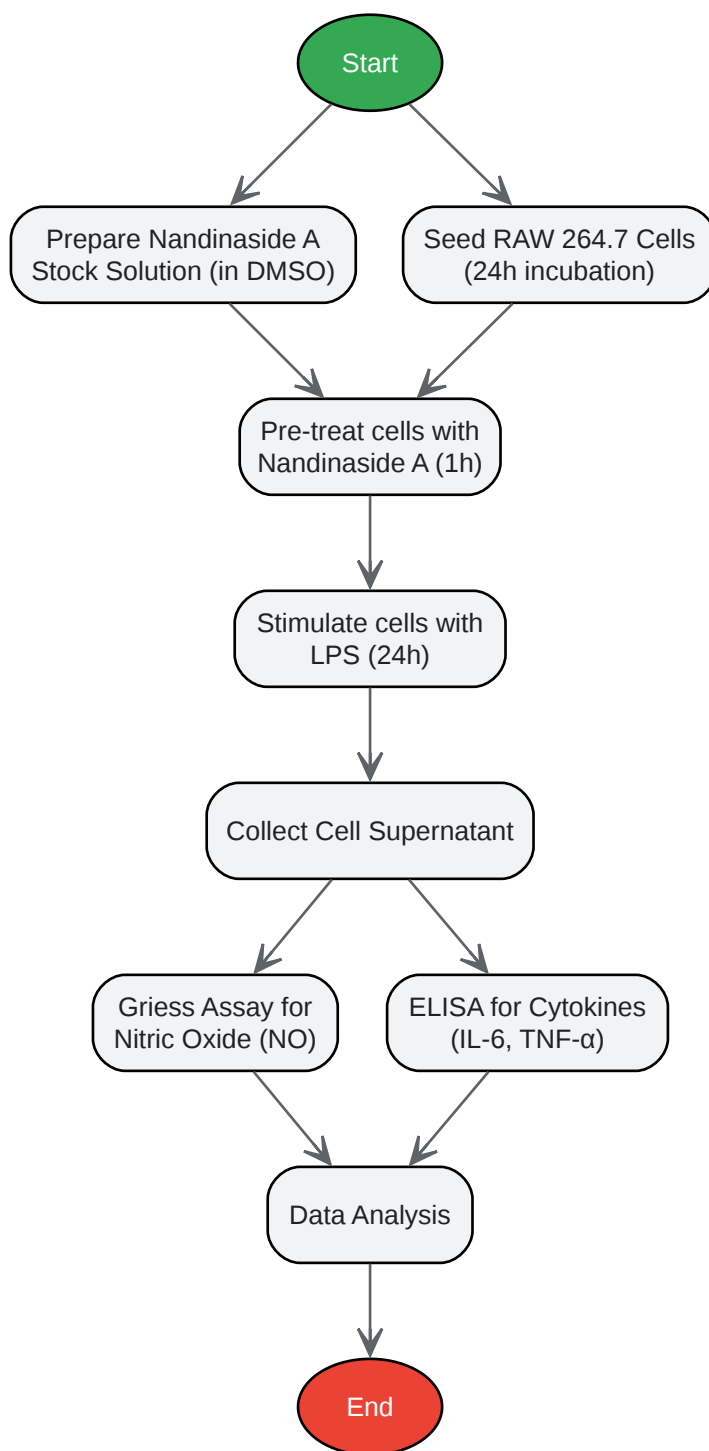 Start
Prepare Nandinaside A
Stock Solution (in DMSO)
Seed RAW 264.7 Cells
(24h incubation)
Pre-treat cells with
Nandinaside A (1h)
Stimulate cells with
LPS (24h)
Collect Cell Supernatant
Griess Assay for
Nitric Oxide (NO)
ELISA for Cytokines
(IL-6, TNF-α)
Data Analysis
End